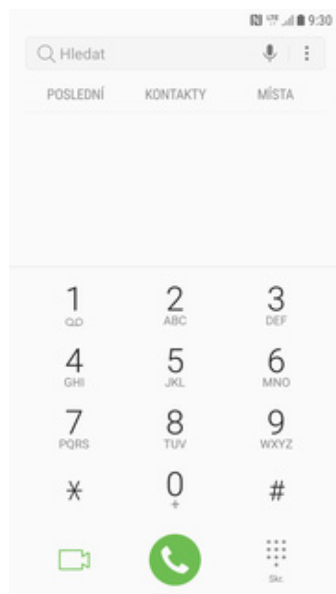 LTE 9:30
Hledat
POSLEDNÍ KONTAKTY MÍSTA
1 2 3
ABC DEF
4 5 6
GHI JKL MNO
7 8 9
PQRS TUV WXYZ
* 0 #
+
Skr.